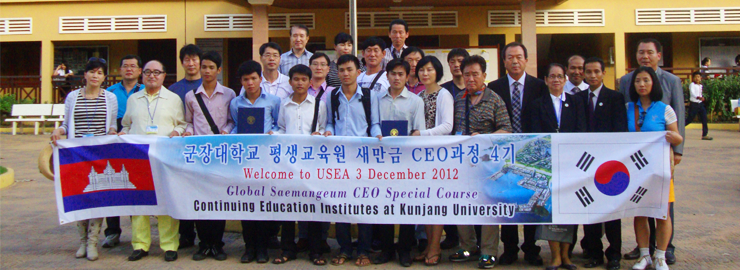 군장대학교 평생교육원 새만금 CEO과정 4기
Welcome to USEA 3 December 2012
Global Saemangeum CEO Special Course
Continuing Education Institutes at Kunjang University